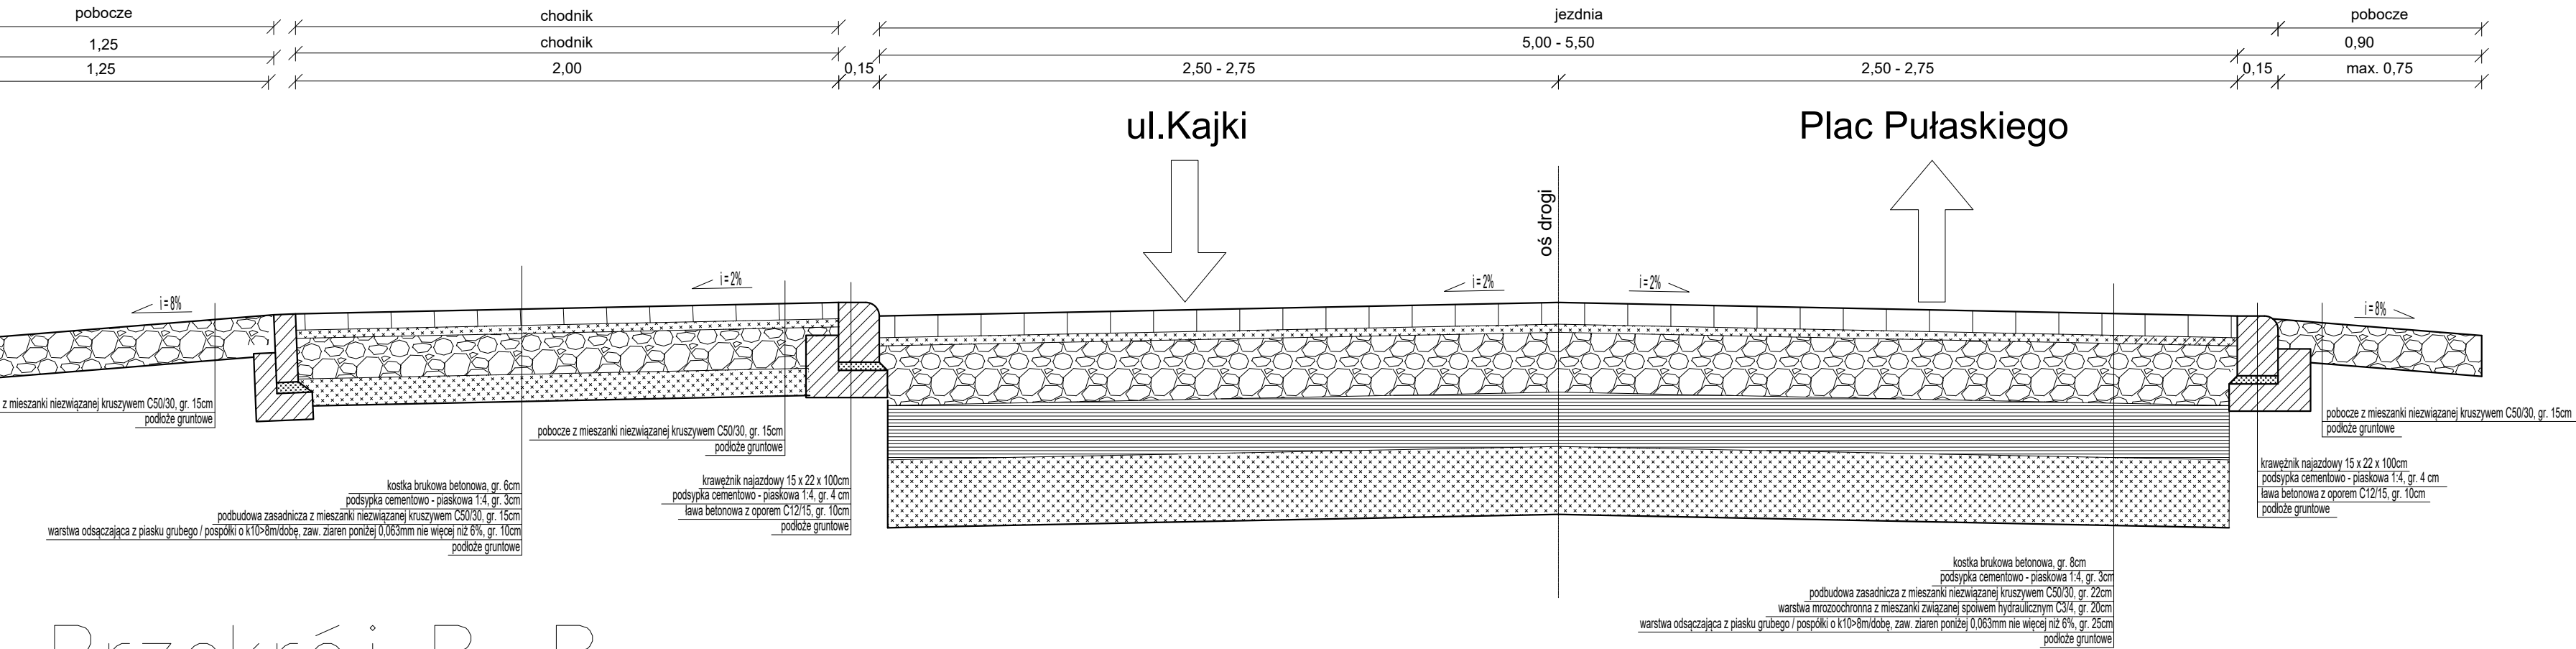 pobocze
chodnik
jezdnia
pobocze
1,25
chodnik
5,00 - 5,50
0,90
1,25
2,00
0,15
2,50 - 2,75
2,50 - 2,75
0,15
max. 0,75
ul.Kajki
Plac Pułaskiego
oś drogi
i = 8%
i = 2%
i = 2%
i = 2%
i = 8%
z mieszanki niezwiązanej kruszywem C50/30, gr. 15cm
podłoże gruntowe
pobocze z mieszanki niezwiązanej kruszywem C50/30, gr. 15cm
podłoże gruntowe
kostka brukowa betonowa, gr. 6cm
podsypka cementowo - piaskowa 1:4, gr. 3cm
podbudowa zasadnicza z mieszanki niezwiązanej kruszywem C50/30, gr. 15cm
warstwa odsączająca z piasku grubego / pospółki o k10>8m/dobę, zaw. ziaren poniżej 0,063mm nie więcej niż 6%, gr. 10cm
podłoże gruntowe
krawężnik najazdowy 15 x 22 x 100cm
podsypka cementowo - piaskowa 1:4, gr. 4 cm
ława betonowa z oporem C12/15, gr. 10cm
podłoże gruntowe
pobocze z mieszanki niezwiązanej kruszywem C50/30, gr. 15cm
podłoże gruntowe
krawężnik najazdowy 15 x 22 x 100cm
podsypka cementowo - piaskowa 1:4, gr. 4 cm
ława betonowa z oporem C12/15, gr. 10cm
podłoże gruntowe
kostka brukowa betonowa, gr. 8cm
podsypka cementowo - piaskowa 1:4, gr. 3cm
podbudowa zasadnicza z mieszanki niezwiązanej kruszywem C50/30, gr. 22cm
warstwa mrozoochronna z mieszanki związanej spoiwem hydraulicznym C3/4, gr. 20cm
warstwa odsączająca z piasku grubego / pospółki o k10>8m/dobę, zaw. ziaren poniżej 0,063mm nie więcej niż 6%, gr. 25cm
podłoże gruntowe
Przekrój